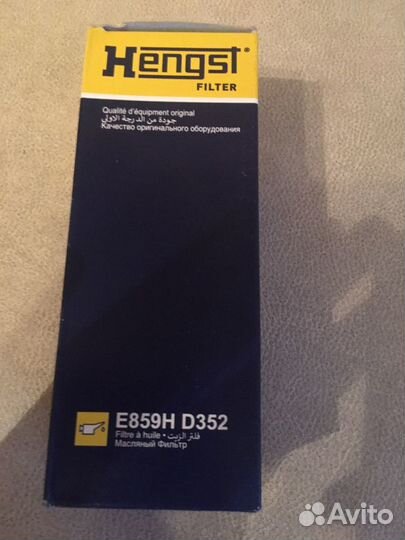 Hengst®
FILTER
Qualité d'équipment original
جودة من الدرجة الاولى
Качество оригинального оборудования
E859H D352
Filtre à huile • فلتر الزيت
Масляный Фильтр
Avito